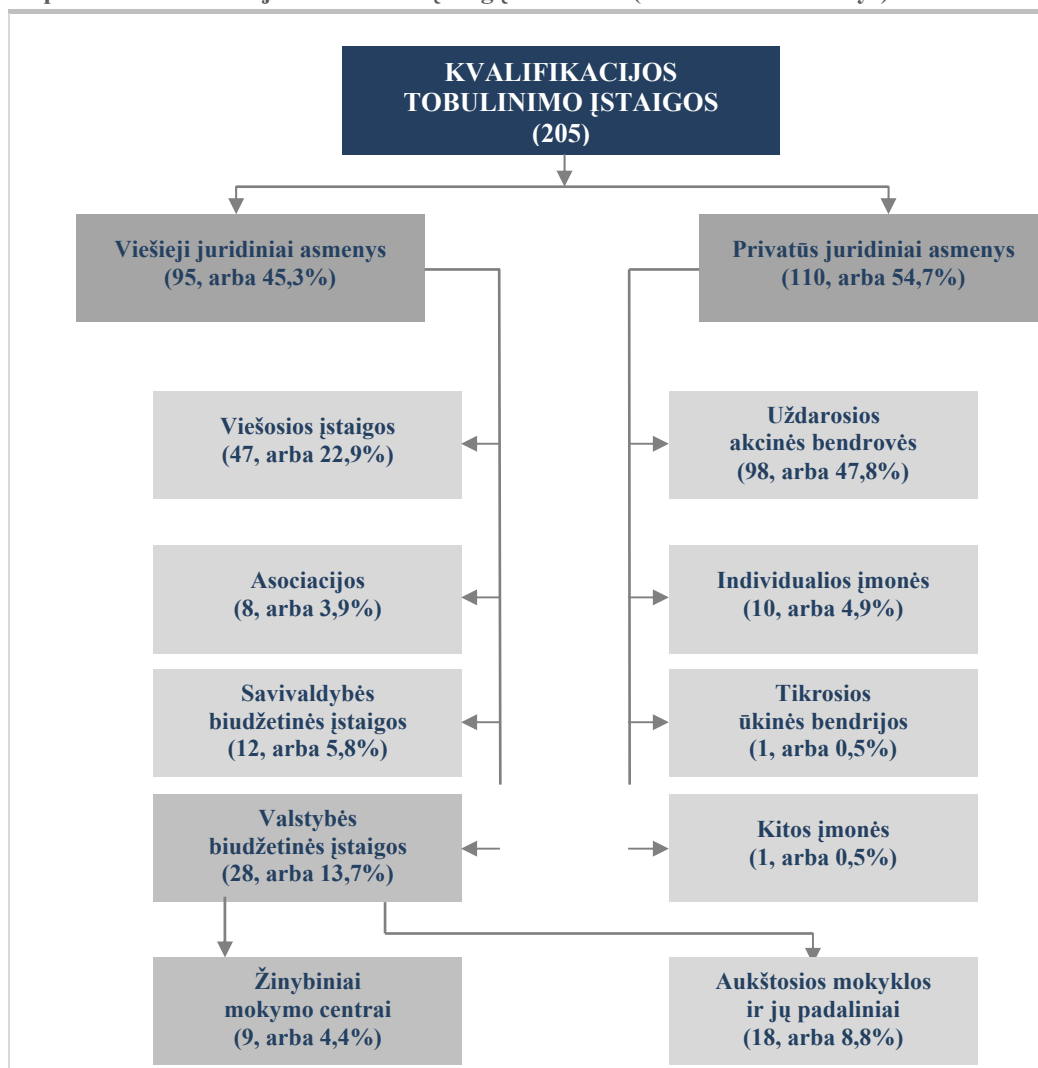 KVALIFIKACIJOS
TOBULINIMO ĮSTAIGOS
(205)
Viešieji juridiniai asmenys
(95, arba 45,3%)
Privatūs juridiniai asmenys
(110, arba 54,7%)
Viešosios įstaigos
(47, arba 22,9%)
Uždarosios
akcinės bendrovės
(98, arba 47,8%)
Asociacijos
(8, arba 3,9%)
Individualios įmonės
(10, arba 4,9%)
Savivaldybės
biudžetinės įstaigos
(12, arba 5,8%)
Tikrosios
ūkinės bendrijos
(1, arba 0,5%)
Valstybės
biudžetinės įstaigos
(28, arba 13,7%)
Kitos įmonės
(1, arba 0,5%)
Žinybiniai
mokymo centrai
(9, arba 4,4%)
Aukštosios mokyklos
ir jų padaliniai
(18, arba 8,8%)